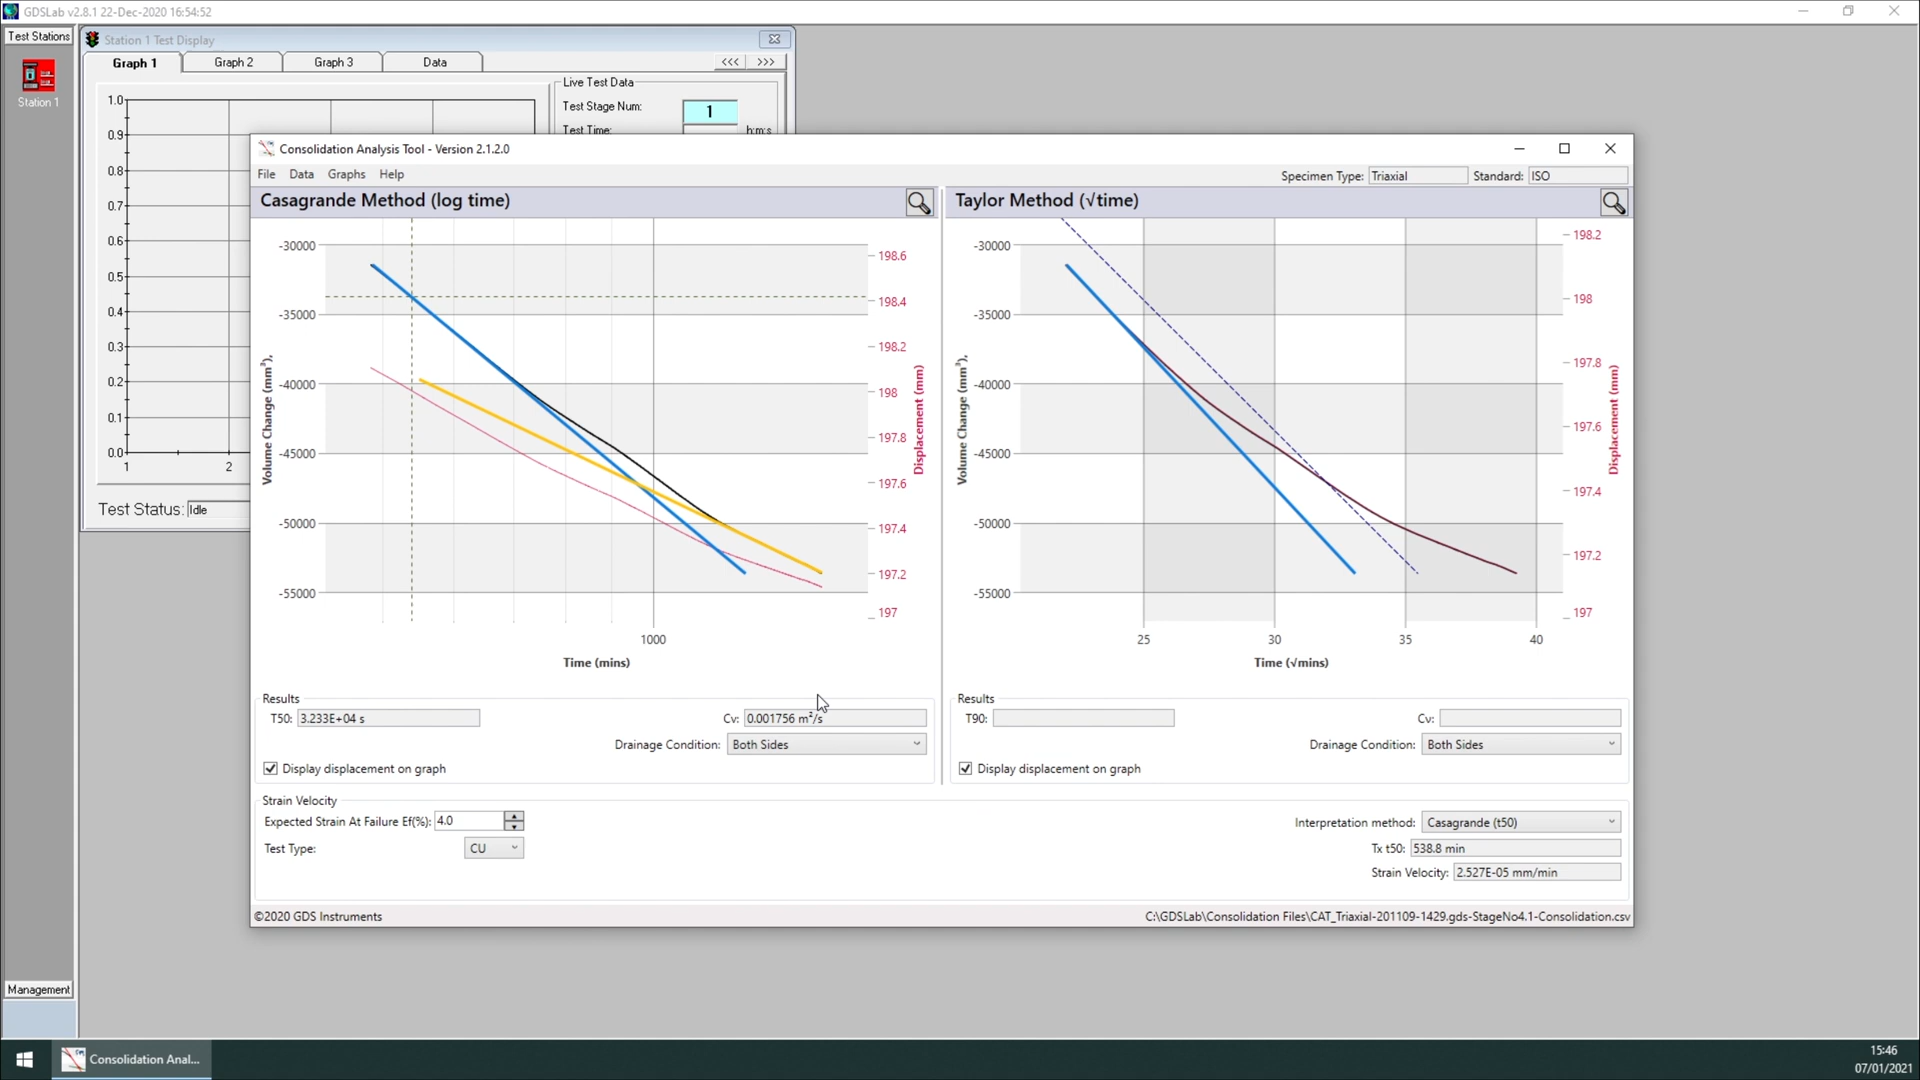 GDSLab v2.8.1 22-Dec-2020 16:54:52
Test Stations
Station 1
Station 1 Test Display
Graph 1
Graph 2
Graph 3
Data
<<<
>>>
Live Test Data
Test Stage Num:
1
Test Time:
h:m:s
1.0
0.9
0.8
0.7
0.6
0.5
0.4
0.3
0.2
0.1
0.0
1
2
Test Status:
Idle
Consolidation Analysis Tool - Version 2.1.2.0
File
Data
Graphs
Help
Specimen Type:
Triaxial
Standard:
ISO
Casagrande Method (log time)
-30000
-35000
-40000
-45000
-50000
-55000
Volume Change (mm³),
198.6
198.4
198.2
198
197.8
197.6
197.4
197.2
197
Displacement (mm)
1000
Time (mins)
Taylor Method (√time)
-30000
-35000
-40000
-45000
-50000
-55000
Volume Change (mm³),
198.2
198
197.8
197.6
197.4
197.2
197
Displacement (mm)
25
30
35
40
Time (√mins)
Results
T50:
3.233E+04 s
Cv:
0.001756 m²/s
Drainage Condition:
Both Sides
Display displacement on graph
Results
T90:
Cv:
Drainage Condition:
Both Sides
Display displacement on graph
Strain Velocity
Expected Strain At Failure Ef(%):
4.0
Test Type:
CU
Interpretation method:
Casagrande (t50)
Tx t50:
538.8 min
Strain Velocity:
2.527E-05 mm/min
©2020 GDS Instruments
C:\GDSLab\Consolidation Files\CAT_Triaxial-201109-1429.gds-StageNo4.1-Consolidation.csv
Management
Consolidation Anal...
15:46
07/01/2021